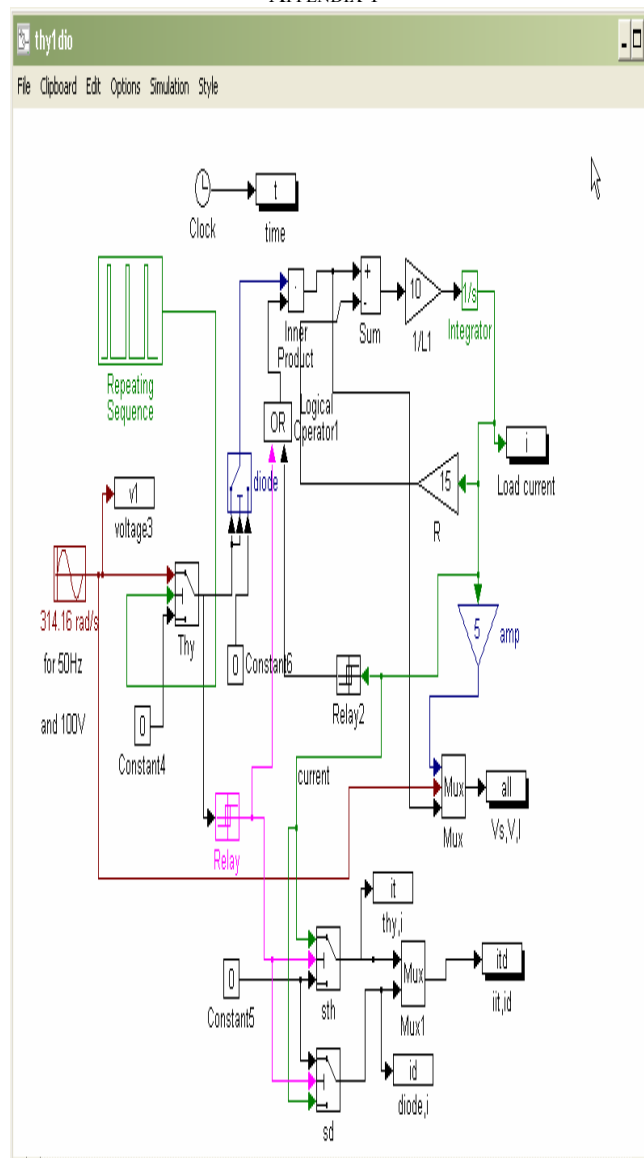 APPENDIX 1
thy1dio
File Clipboard Edit Options Simulation Style
Clock
t
time
Repeating
Sequence
.
Inner
Product
+
-
Sum
10
1/L1
1/s
Integrator
OR
Logical
Operator1
i
Load current
15
R
diode
v1
voltage3
314.16 rad/s
for 50Hz
and 100V
Thy
0
Constant6
0
Constant4
Relay2
5
amp
current
Relay
Mux
Mux
all
Vs,V,I
it
thy,i
0
Constant5
sth
Mux
Mux1
itd
iit,id
sd
id
diode,i